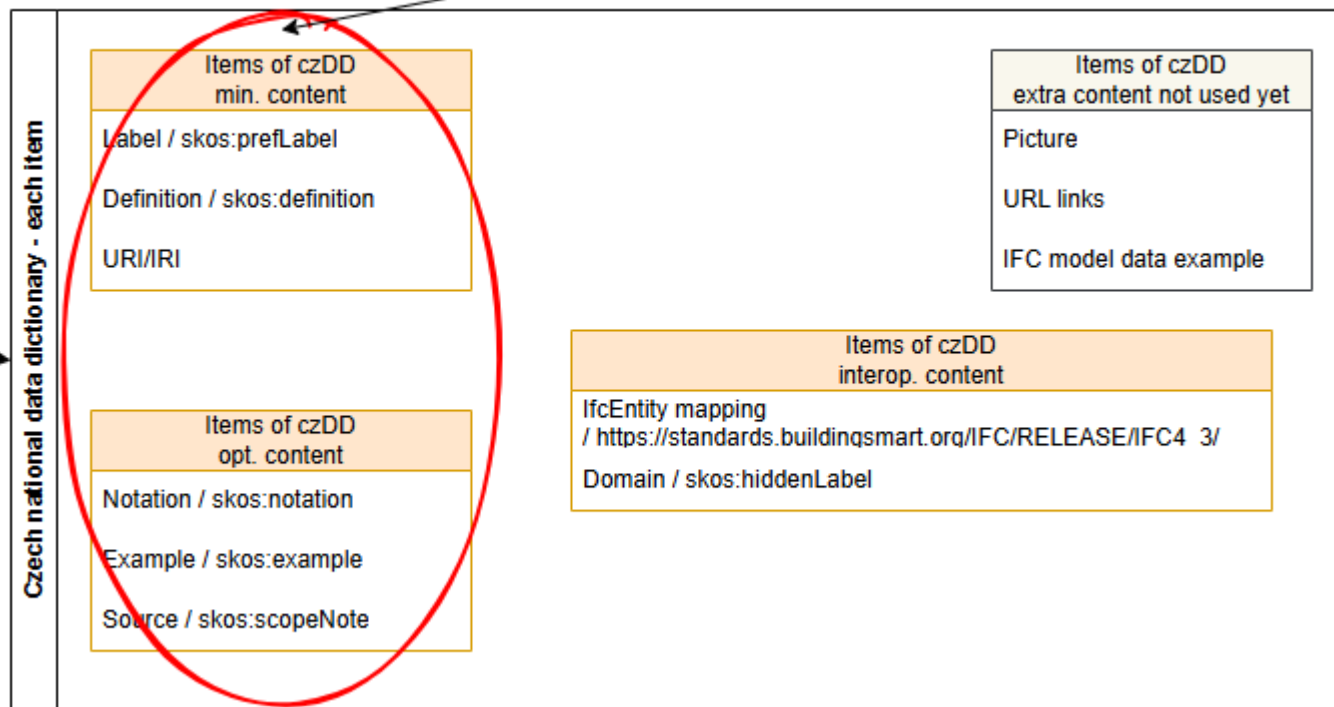 Czech national data dictionary - each item
Items of czDD
min. content
Label / skos:prefLabel
Definition / skos:definition
URI/IRI
Items of czDD
extra content not used yet
Picture
URL links
IFC model data example
Items of czDD
interop. content
IfcEntity mapping
/ https://standards.buildingsmart.org/IFC/RELEASE/IFC4_3/
Domain / skos:hiddenLabel
Items of czDD
opt. content
Notation / skos:notation
Example / skos:example
Source / skos:scopeNote